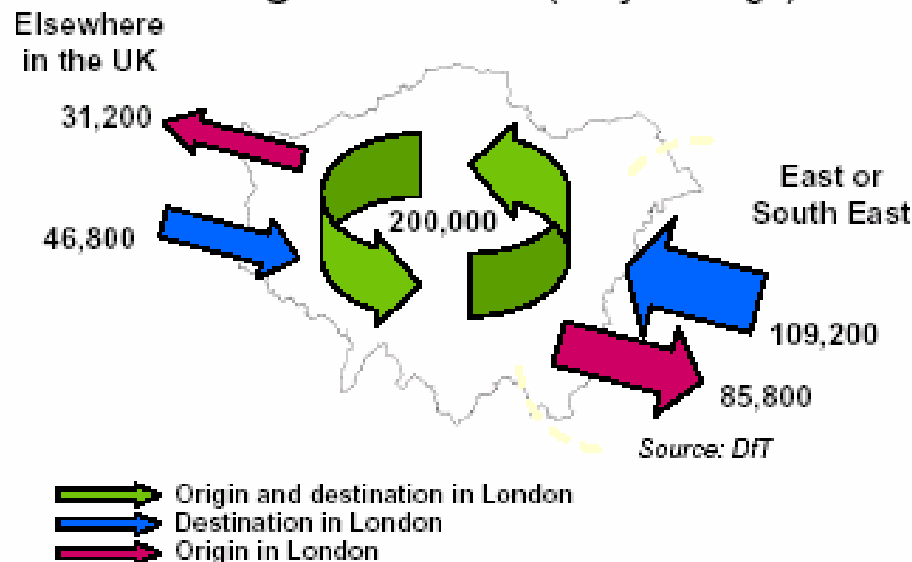 Elsewhere
in the UK
31,200
46,800
200,000
East or
South East
109,200
85,800
Source: DfT
Origin and destination in London
Destination in London
Origin in London